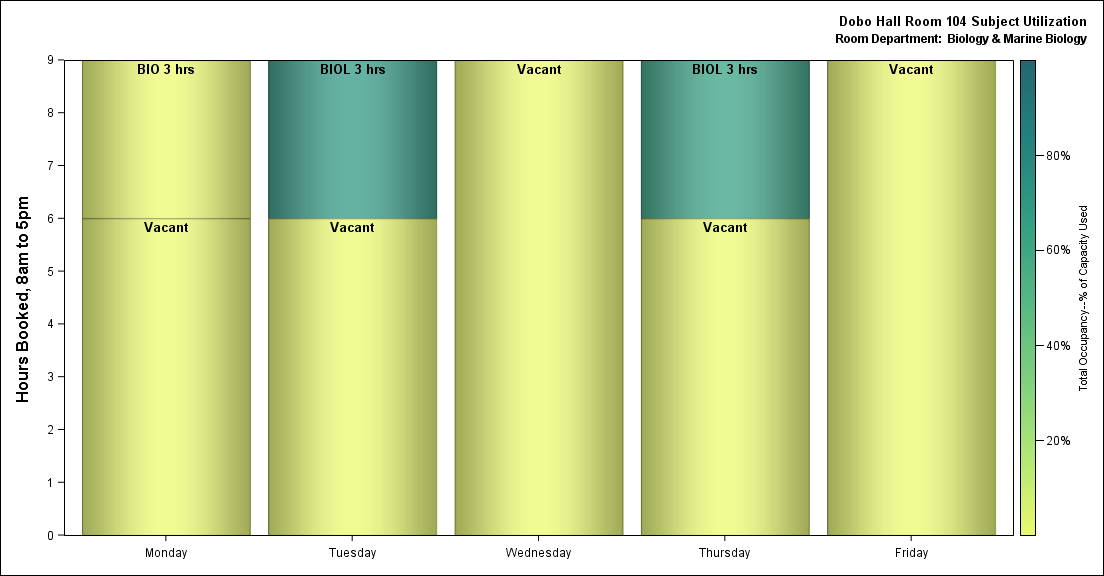 Dobo Hall Room 104 Subject Utilization
Room Department: Biology & Marine Biology
Hours Booked, 8am to 5pm
9
8
7
6
5
4
3
2
1
0
BIO 3 hrs
Vacant
BIOL 3 hrs
Vacant
Vacant
BIOL 3 hrs
Vacant
Vacant
Monday
Tuesday
Wednesday
Thursday
Friday
80%
60%
40%
20%
Total Occupancy--% of Capacity Used